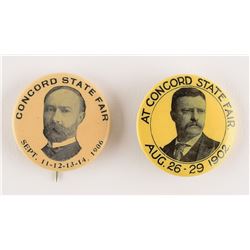 CONCORD STATE FAIR
SEPT. 11-12-13-14, 1906
AT CONCORD STATE FAIR
AUG. 26-29 1902